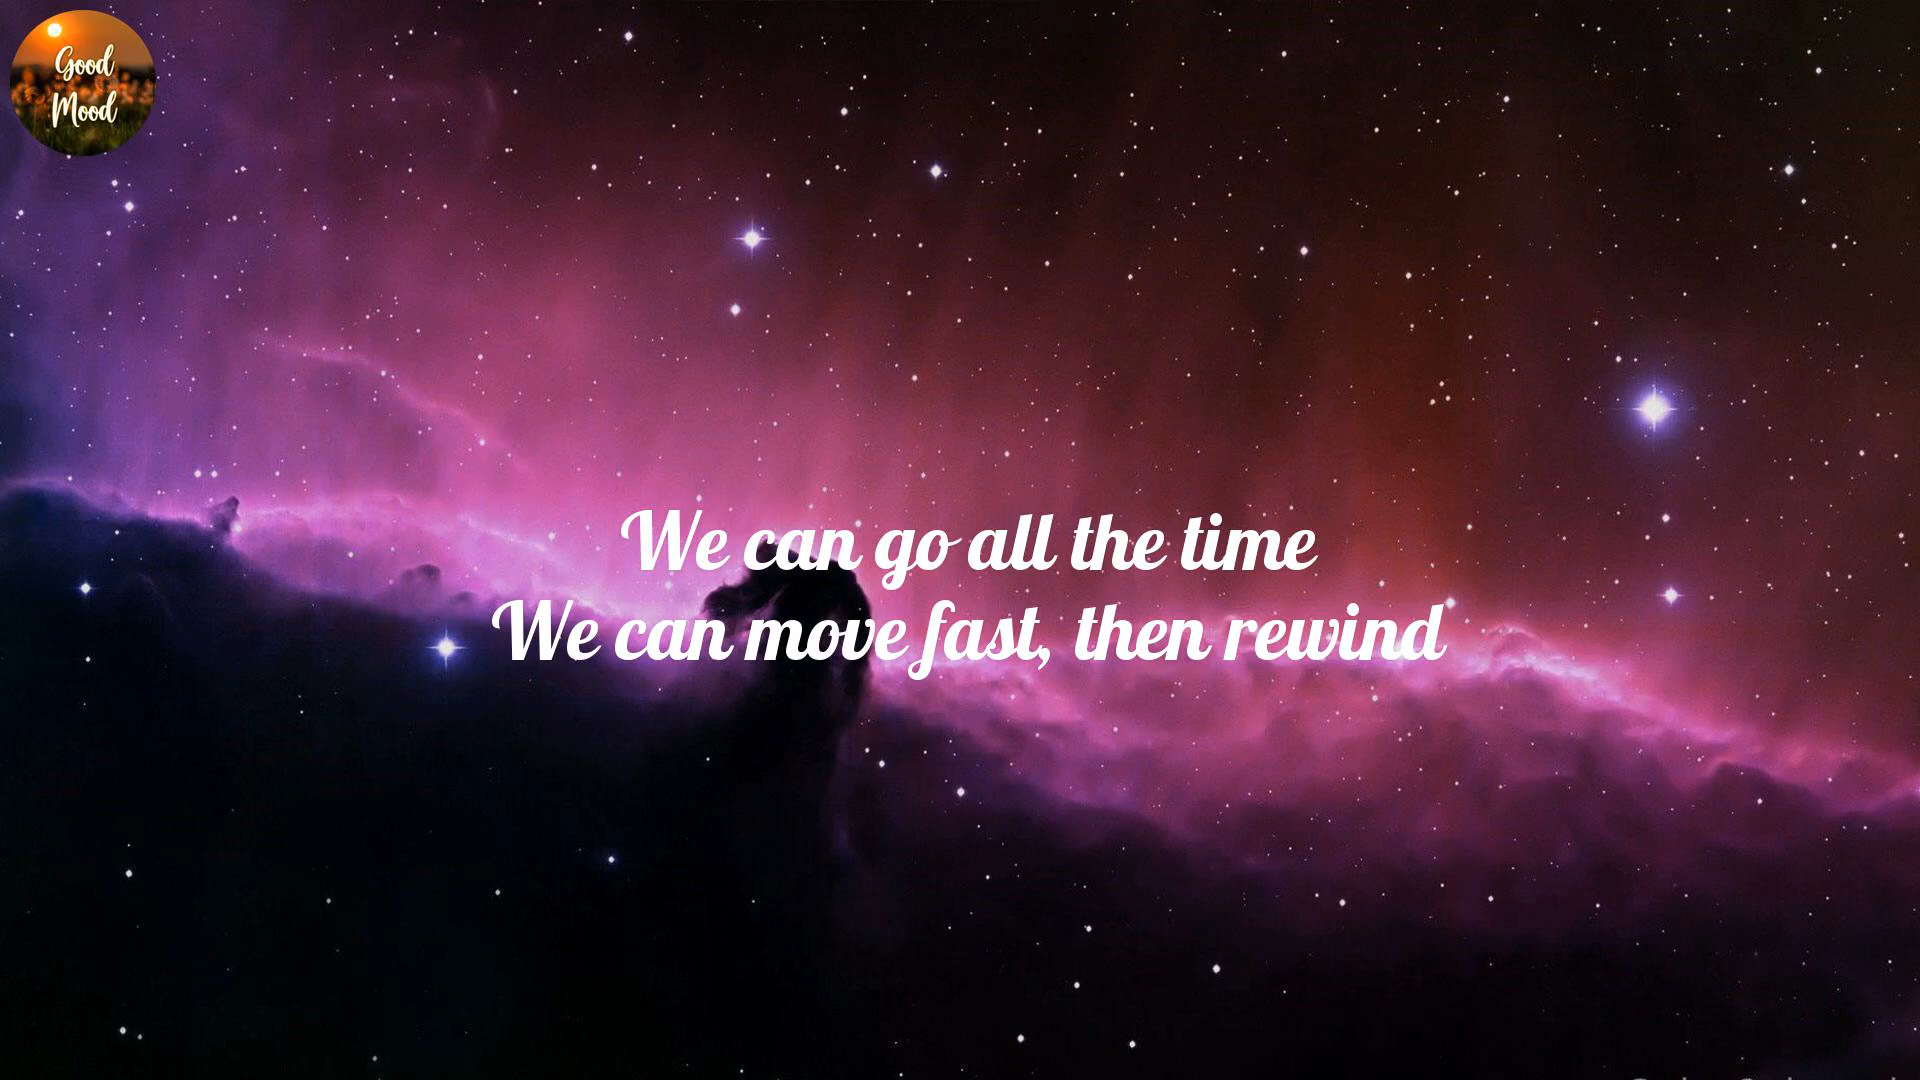 Good
Mood
We can go all the time
We can move fast, then rewind